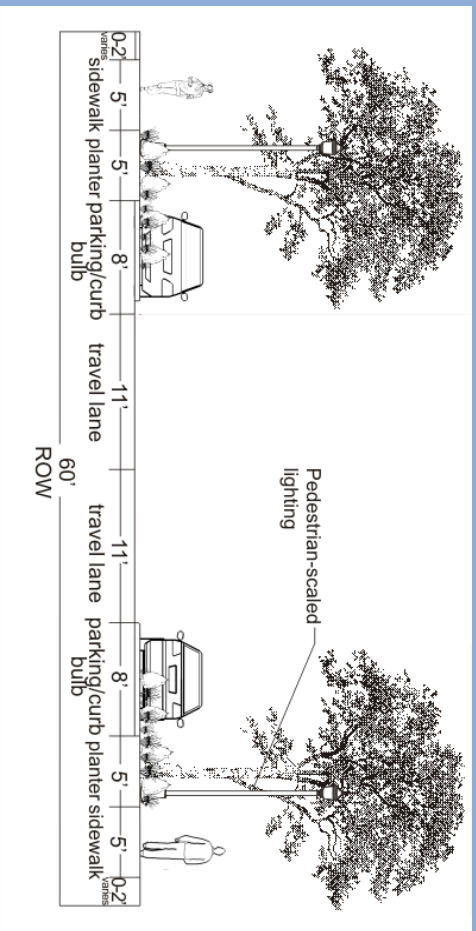 Pedestrian-scaled
lighting
0-2' 5' 5' 8' 11' 11' 8' 5' 5' 0-2'
varies sidewalk planter parking/curb travel lane travel lane parking/curb planter sidewalk varies
bulb bulb
60'
ROW